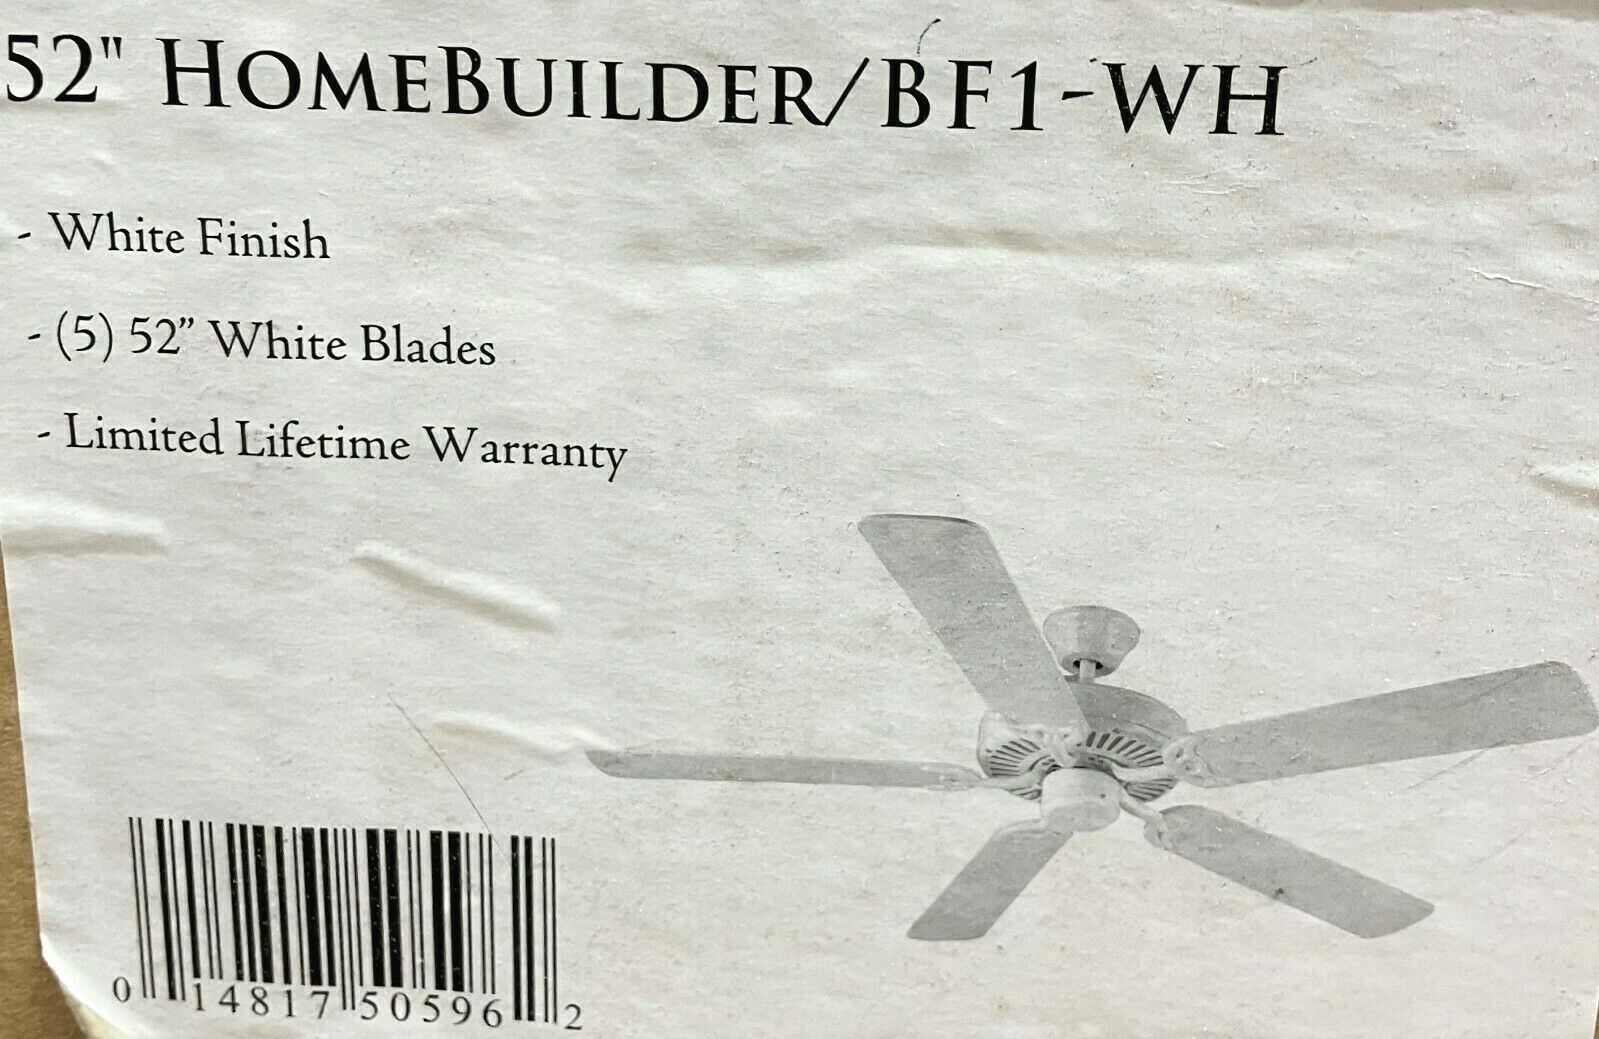 52" HOMEBUILDER/BF1-WH
- White Finish
- (5) 52” White Blades
- Limited Lifetime Warranty
0 14817 50596 2